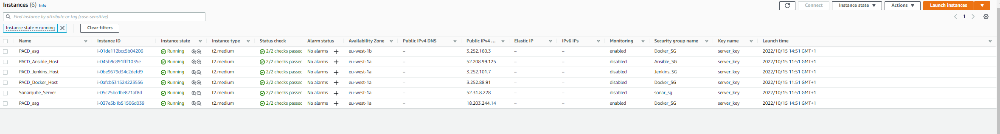 Instances (6) Info
Connect Instance state Actions Launch instances
Find instance by attribute or tag (case-sensitive)
1
Instance state = running Clear filters
Name Instance ID Instance state Instance type Status check Alarm status Availability Zone Public IPv4 DNS Public IPv4 ... Elastic IP IPv6 IPs Monitoring Security group name Key name Launch time
PACD_asg i-01de112bcc5b04206 Running t2.medium 2/2 checks passed No alarms + eu-west-1b – 3.252.160.3 – – enabled Docker_SG server_key 2022/10/15 14:51 GMT+1
PACD_Ansible_Host i-045b9c891fff1035e Running t2.medium 2/2 checks passed No alarms + eu-west-1a – 52.208.99.125 – – disabled Ansible_SG server_key 2022/10/15 11:51 GMT+1
PACD_Jenkins_Host i-0be9679d34c2defd9 Running t2.medium 2/2 checks passed No alarms + eu-west-1a – 3.252.101.7 – – disabled Jenkins_SG server_key 2022/10/15 11:51 GMT+1
PACD_Docker_Host i-0afcb531524223556 Running t2.medium 2/2 checks passed No alarms + eu-west-1a – 3.252.88.91 – – disabled Docker_SG server_key 2022/10/15 11:51 GMT+1
Sonarqube_Server i-05c25bcdbe871af8d Running t2.medium 2/2 checks passed No alarms + eu-west-1a – 52.31.8.228 – – disabled sonar_sg server_key 2022/10/15 11:51 GMT+1
PACD_asg i-037e5b1b51506d039 Running t2.medium 2/2 checks passed No alarms + eu-west-1a – 18.203.244.14 – – enabled Docker_SG server_key 2022/10/15 14:51 GMT+1